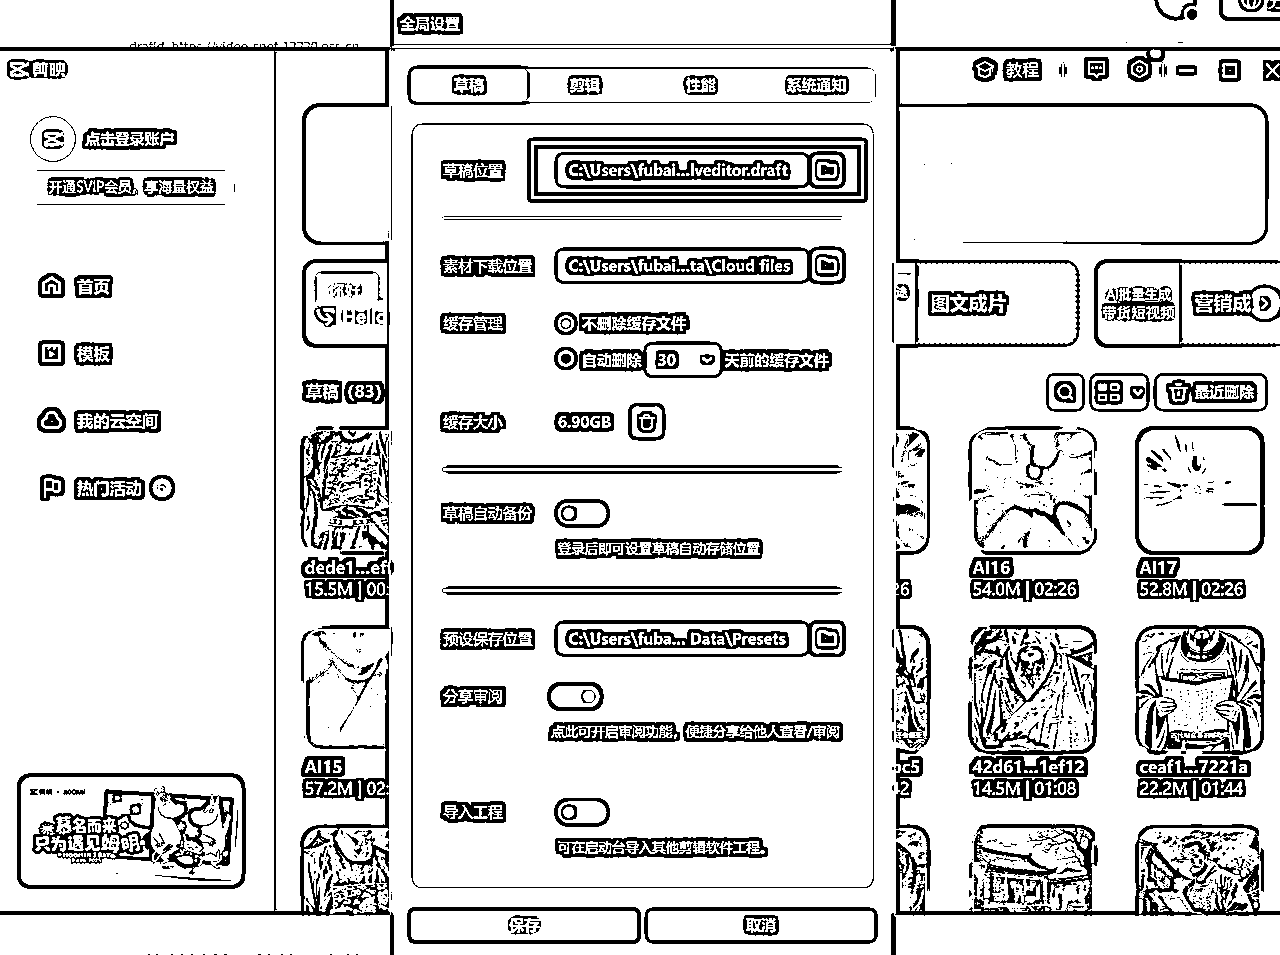 全局设置
剪映
教程
点击登录账户
开通SVIP会员，享海量权益
首页
模板
我的云空间
热门活动
草稿
剪辑
性能
系统通知
草稿位置
C:\Users\fubai...lveditor.draft
素材下载位置
C:\Users\fubai...ta\Cloud files
缓存管理
不删除缓存文件
自动删除 30 天前的缓存文件
缓存大小
6.90GB
草稿自动备份
登录后即可设置草稿自动存储位置
预设保存位置
C:\Users\fuba... Data\Presets
分享审阅
点此可开启审阅功能，便捷分享给他人查看/审阅
导入工程
可在启动台导入其他剪辑软件工程。
保存
取消
图文成片
AI批量生成
带货短视频
营销成
草稿 (83)
最近删除
dede1...ef
15.5M | 00:
AI16
54.0M | 02:26
AI17
52.8M | 02:26
AI15
57.2M | 02:
42d61...1ef12
14.5M | 01:08
ceaf1...7221a
22.2M | 01:44
慕名而来
只为遇见姆明